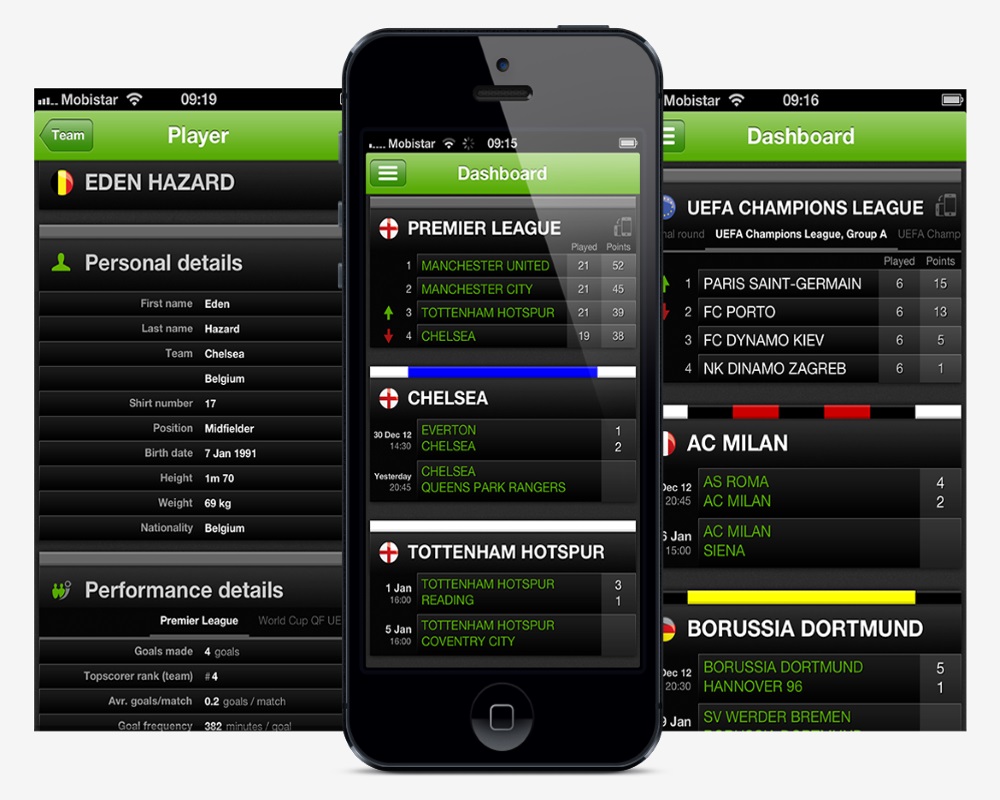 Mobistar 09:19
Team Player
EDEN HAZARD
Personal details
First name Eden
Last name Hazard
Team Chelsea
Belgium
Shirt number 17
Position Midfielder
Birth date 7 Jan 1991
Height 1m 70
Weight 69 kg
Nationality Belgium
Performance details
Premier League World Cup QF UE
Goals made 4 goals
Topscorer rank (team) #4
Avr. goals/match 0.2 goals / match
Goal frequency 382 minutes / goal
Mobistar 09:15
Dashboard
PREMIER LEAGUE
Played Points
1 MANCHESTER UNITED 21 52
2 MANCHESTER CITY 21 45
3 TOTTENHAM HOTSPUR 21 39
4 CHELSEA 19 38
CHELSEA
30 Dec 12 EVERTON 1
14:30 CHELSEA 2
Yesterday CHELSEA
20:45 QUEENS PARK RANGERS
TOTTENHAM HOTSPUR
1 Jan TOTTENHAM HOTSPUR 3
16:00 READING 1
5 Jan TOTTENHAM HOTSPUR
16:00 COVENTRY CITY
Mobistar 09:16
Dashboard
UEFA CHAMPIONS LEAGUE
nal round UEFA Champions League, Group A UEFA Champ
Played Points
1 PARIS SAINT-GERMAIN 6 15
2 FC PORTO 6 13
3 FC DYNAMO KIEV 6 5
4 NK DINAMO ZAGREB 6 1
AC MILAN
Dec 12 AS ROMA 4
20:45 AC MILAN 2
6 Jan AC MILAN
15:00 SIENA
BORUSSIA DORTMUND
Dec 12 BORUSSIA DORTMUND 5
20:30 HANNOVER 96 1
9 Jan SV WERDER BREMEN